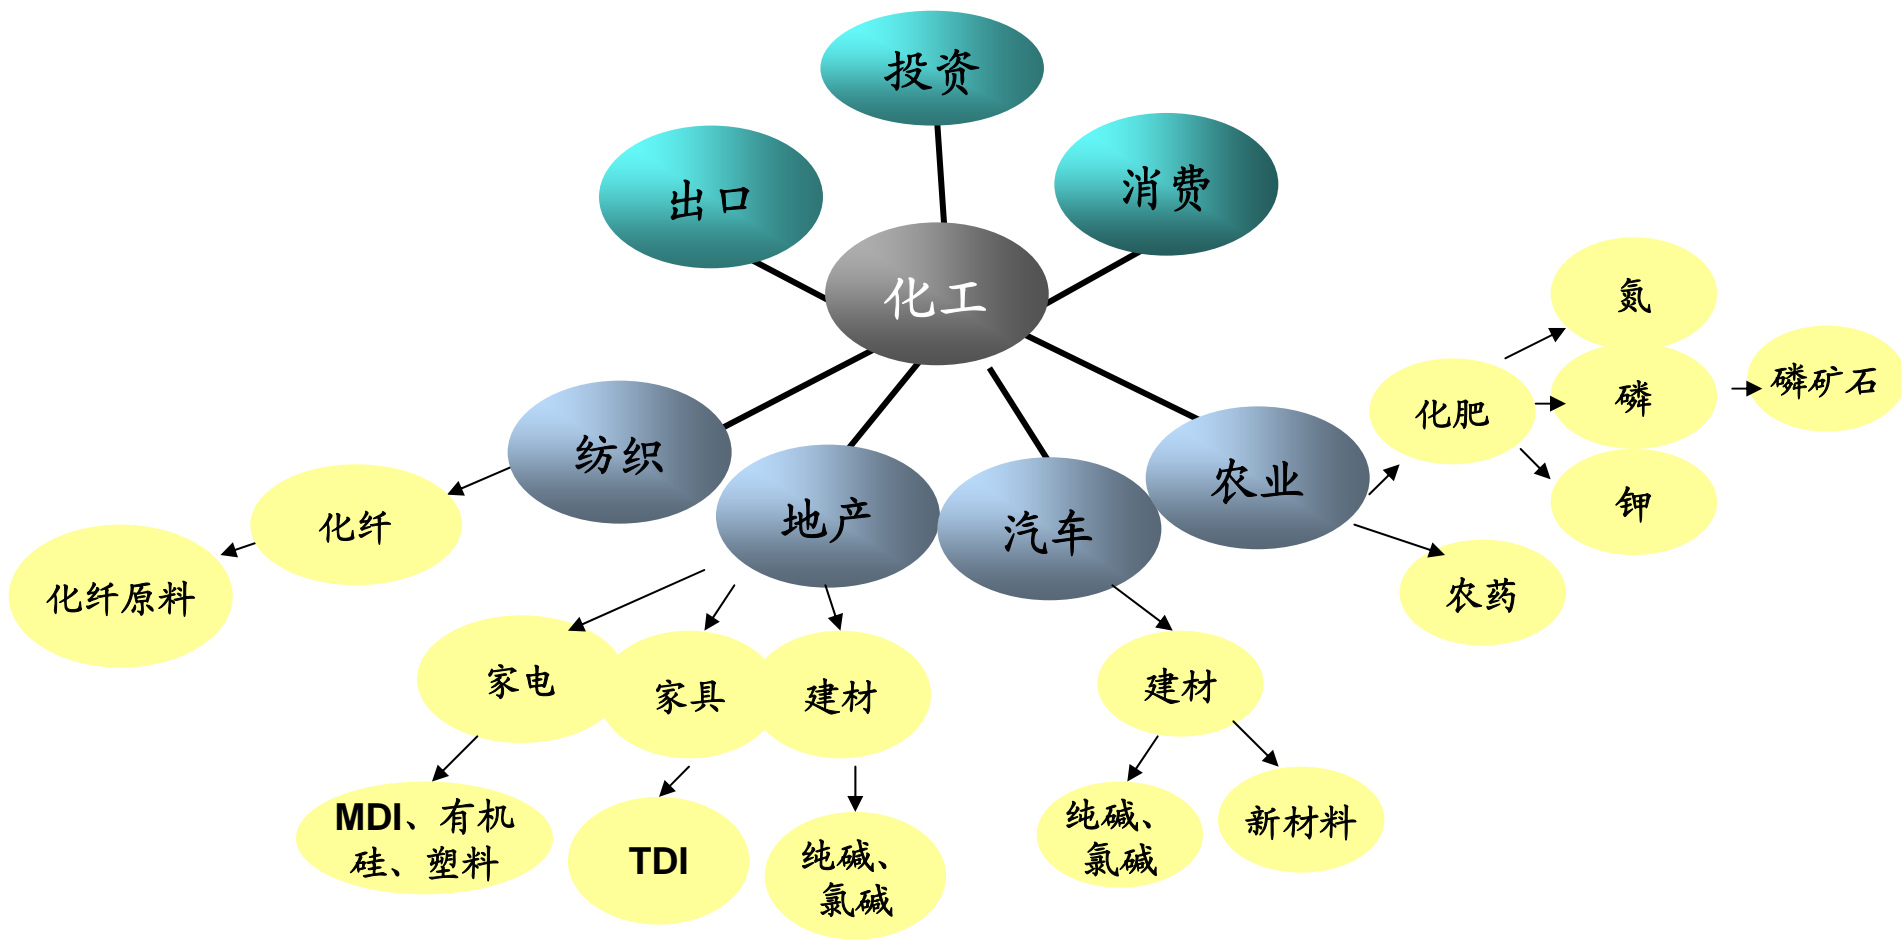 投资
出口
消费
化工
氮
磷
磷矿石
化肥
钾
纺织
地产
汽车
农业
化纤
化纤原料
农药
家电
家具
建材
建材
MDI、有机
硅、塑料
TDI
纯碱、
氯碱
纯碱、
氯碱
新材料